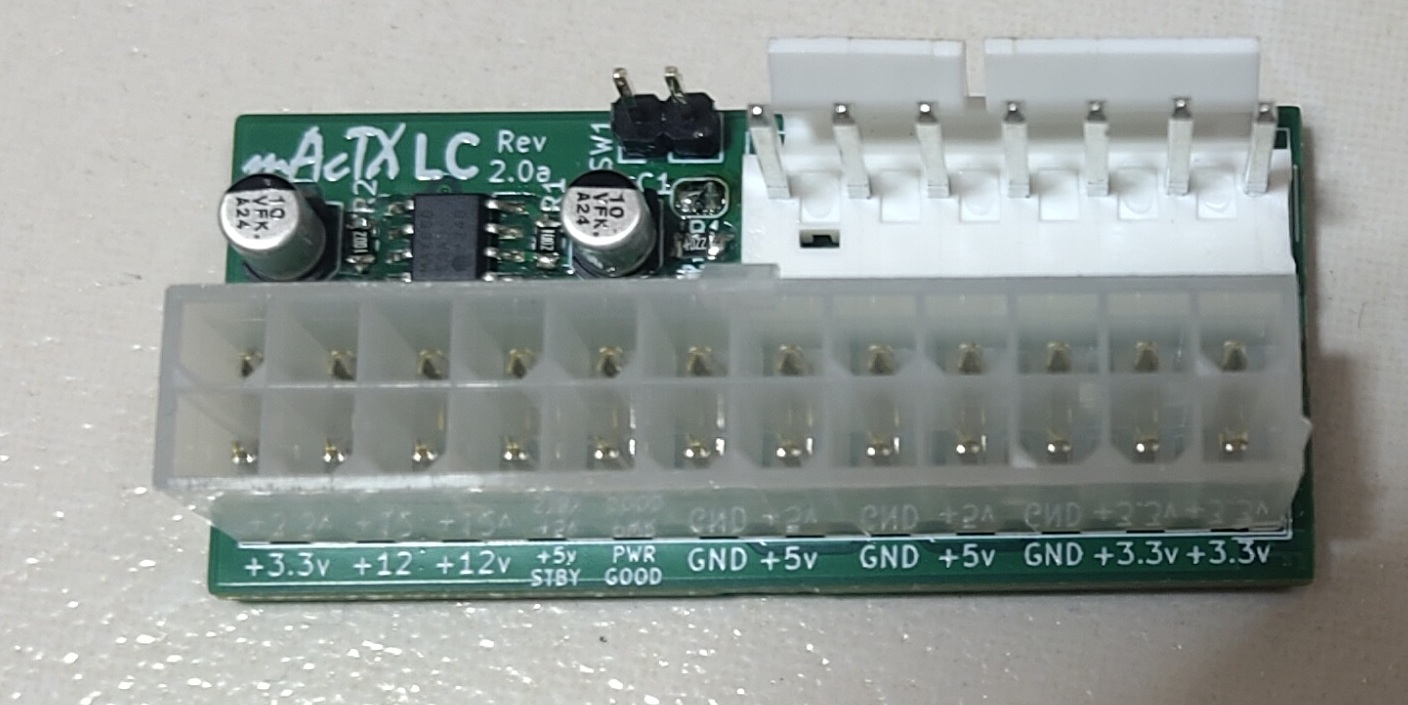 mAcTX LC
Rev
2.0a
SW1
R2
R1
C1
10
VFK
A24
10
VFK
A24
1002
+3.3v +12 +12v +5v STBY PWR GOOD GND +5v GND +5v GND +3.3v +3.3v